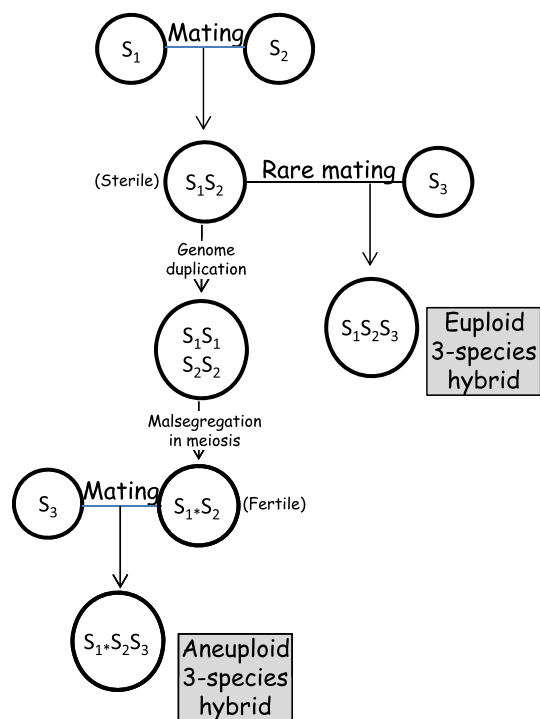 Mating
S₁
S₂
(Sterile)
S₁S₂
Rare mating
S₃
Genome
duplication
S₁S₁
S₂S₂
S₁S₂S₃
Euploid
3-species
hybrid
Malsegregation
in meiosis
S₃
Mating
S₁*S₂
(Fertile)
S₁*S₂S₃
Aneuploid
3-species
hybrid